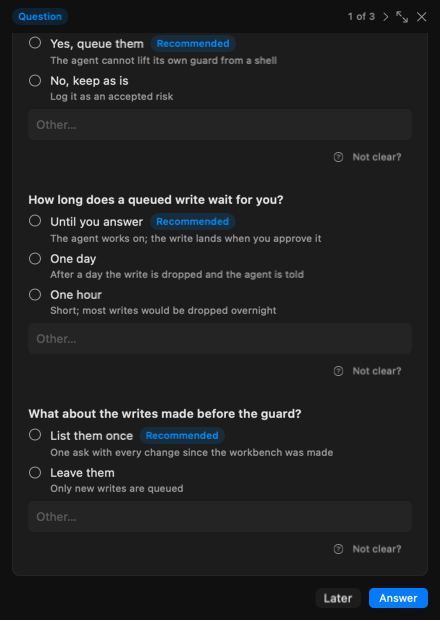 Question
1 of 3
Yes, queue them Recommended
The agent cannot lift its own guard from a shell
No, keep as is
Log it as an accepted risk
Other...
Not clear?
How long does a queued write wait for you?
Until you answer Recommended
The agent works on; the write lands when you approve it
One day
After a day the write is dropped and the agent is told
One hour
Short; most writes would be dropped overnight
Other...
Not clear?
What about the writes made before the guard?
List them once Recommended
One ask with every change since the workbench was made
Leave them
Only new writes are queued
Other...
Not clear?
Later Answer